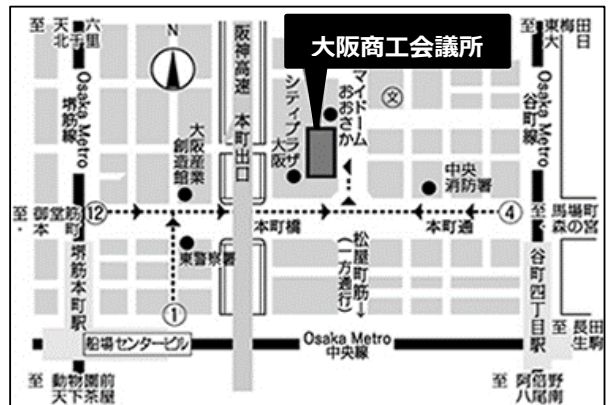 至 天六
北千里
N
阪神高速 本町出口
大阪商工会議所
至 東梅田
大日
Osaka Metro
堺筋線
大阪産業
創造館
シティプラザ
大阪
マイドーム
おおさか
文
中央
消防署
Osaka Metro
谷町線
至・御堂筋
本町
⑫
本町橋
本町通
④
至・馬場町
森の宮
東警察署
松屋町筋→
(一方通行)
堺筋本町駅
①
谷町四丁目駅
船場センタービル
Osaka Metro
中央線
至 長田
生駒
至 動物園前
天下茶屋
至 阿倍野
八尾南